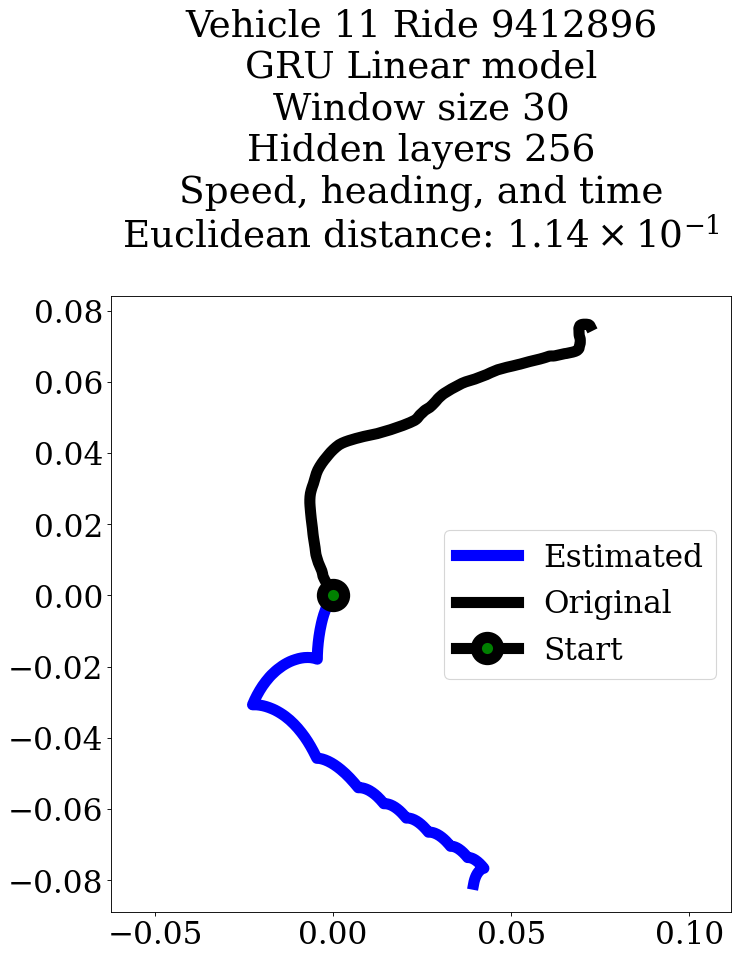 Vehicle 11 Ride 9412896
GRU Linear model
Window size 30
Hidden layers 256
Speed, heading, and time
Euclidean distance: 1.14 × 10⁻¹
0.08
0.06
0.04
0.02
0.00
−0.02
−0.04
−0.06
−0.08
Estimated
Original
Start
−0.05
0.00
0.05
0.10